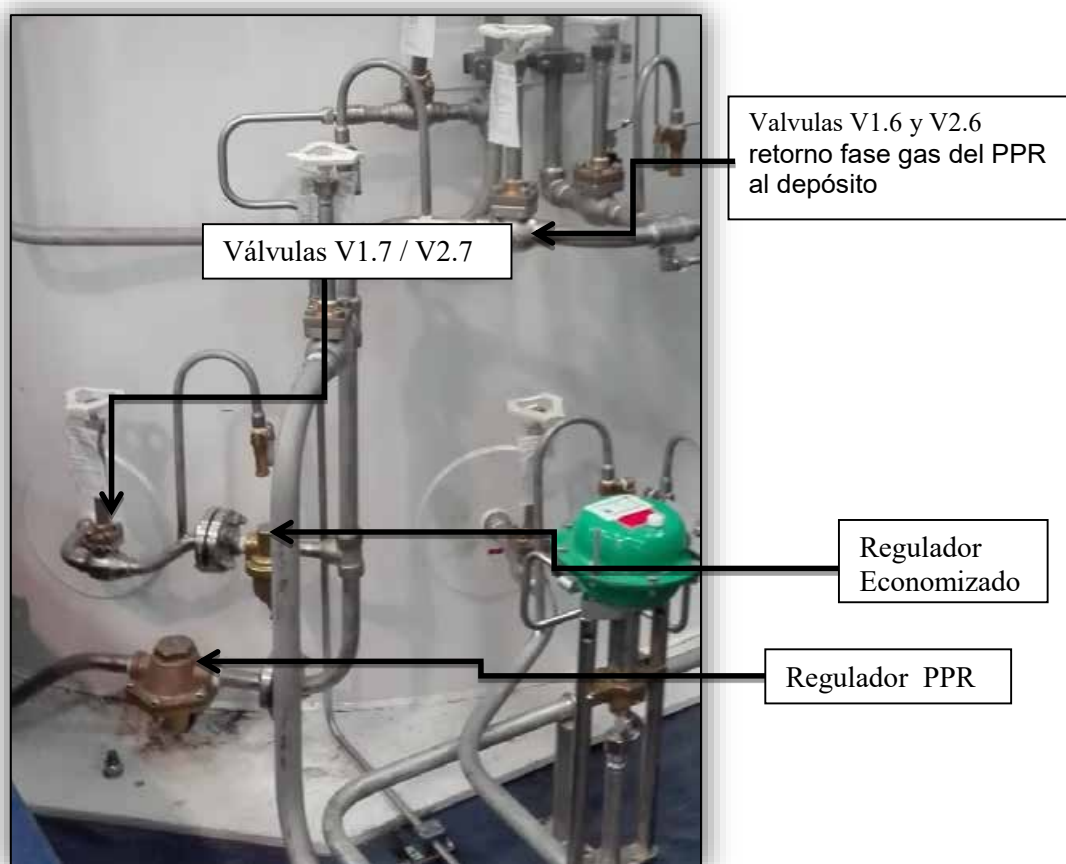 Valvulas V1.6 y V2.6
retorno fase gas del PPR
al depósito
Válvulas V1.7 / V2.7
Regulador
Economizado
Regulador PPR